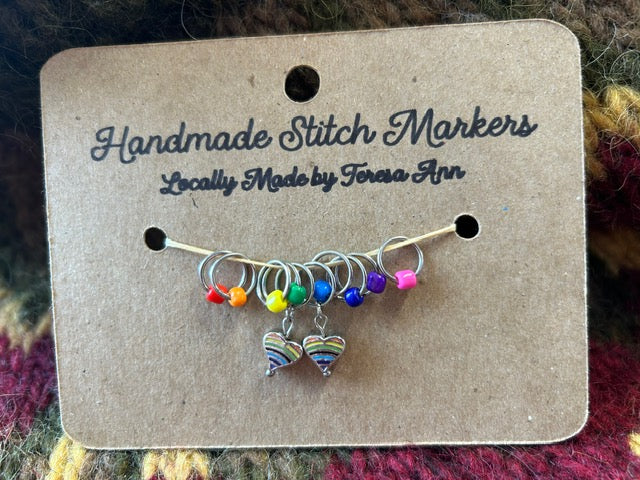 Handmade Stitch Markers
Locally Made by Teresa Ann